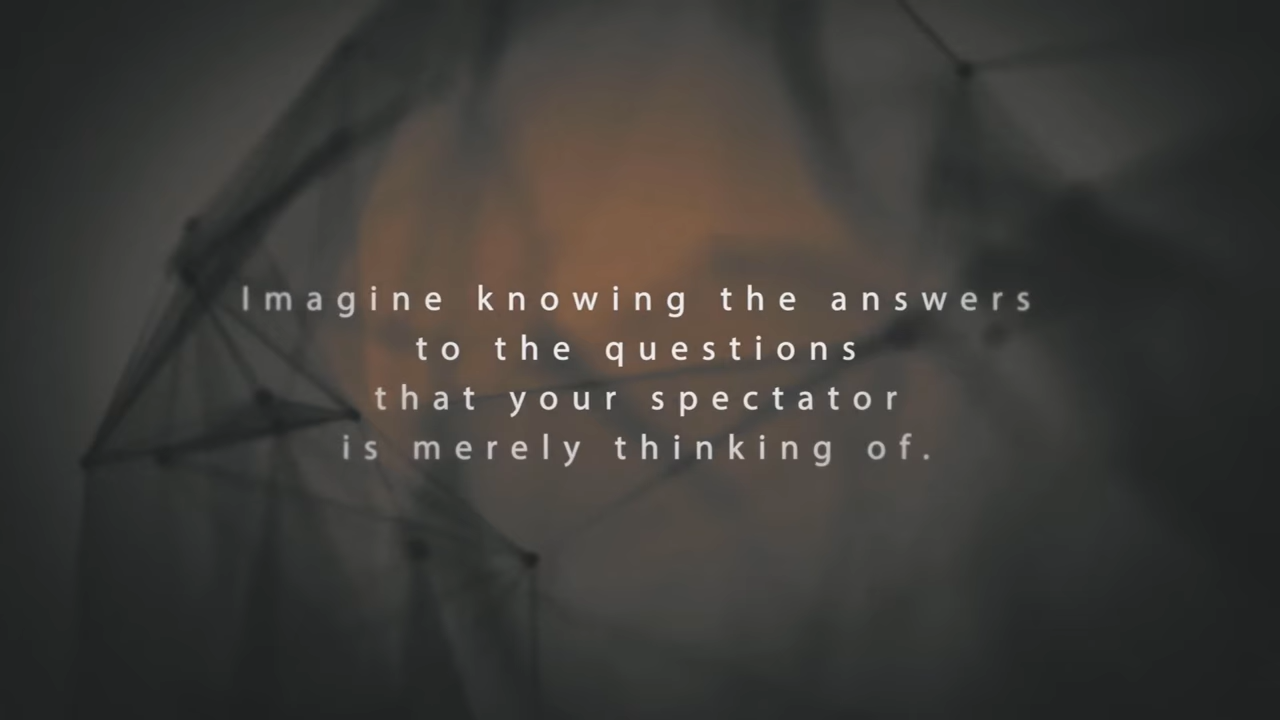 Imagine knowing the answers
to the questions
that your spectator
is merely thinking of.